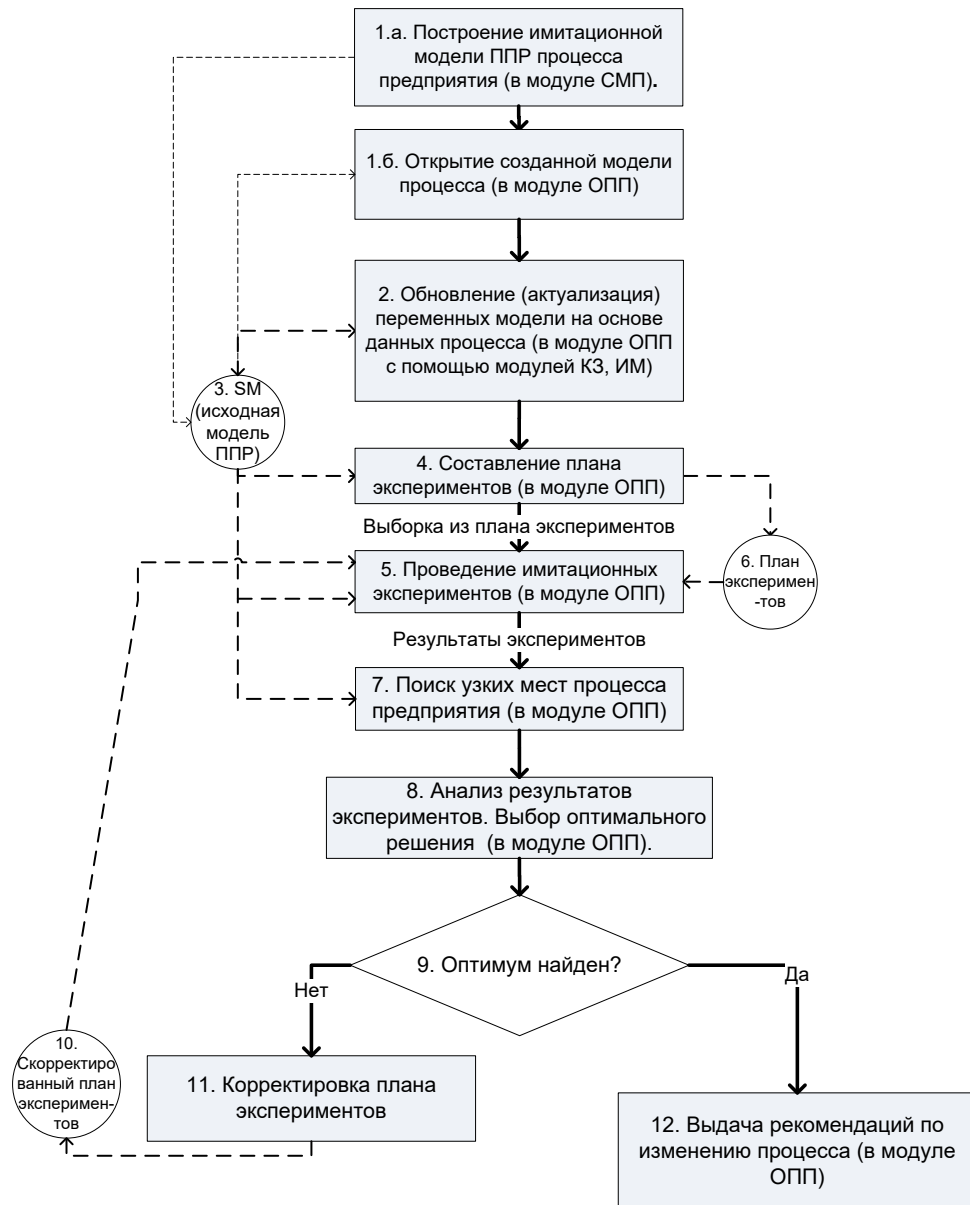 1.а. Построение имитационной
модели ППР процесса
предприятия (в модуле СМП).
1.б. Открытие созданной модели
процесса (в модуле ОПП)
2. Обновление (актуализация)
переменных модели на основе
данных процесса (в модуле ОПП
с помощью модулей КЗ, ИМ)
3. SM
(исходная
модель
ППР)
4. Составление плана
экспериментов (в модуле ОПП)
Выборка из плана экспериментов
5. Проведение имитационных
экспериментов (в модуле ОПП)
6. План
эксперимен
-тов
Результаты экспериментов
7. Поиск узких мест процесса
предприятия (в модуле ОПП)
8. Анализ результатов
экспериментов. Выбор оптимального
решения (в модуле ОПП).
9. Оптимум найден?
Нет
Да
10.
Скорректиро
ванный план
эксперимен-
тов
11. Корректировка плана
экспериментов
12. Выдача рекомендаций по
изменению процесса (в модуле
ОПП)